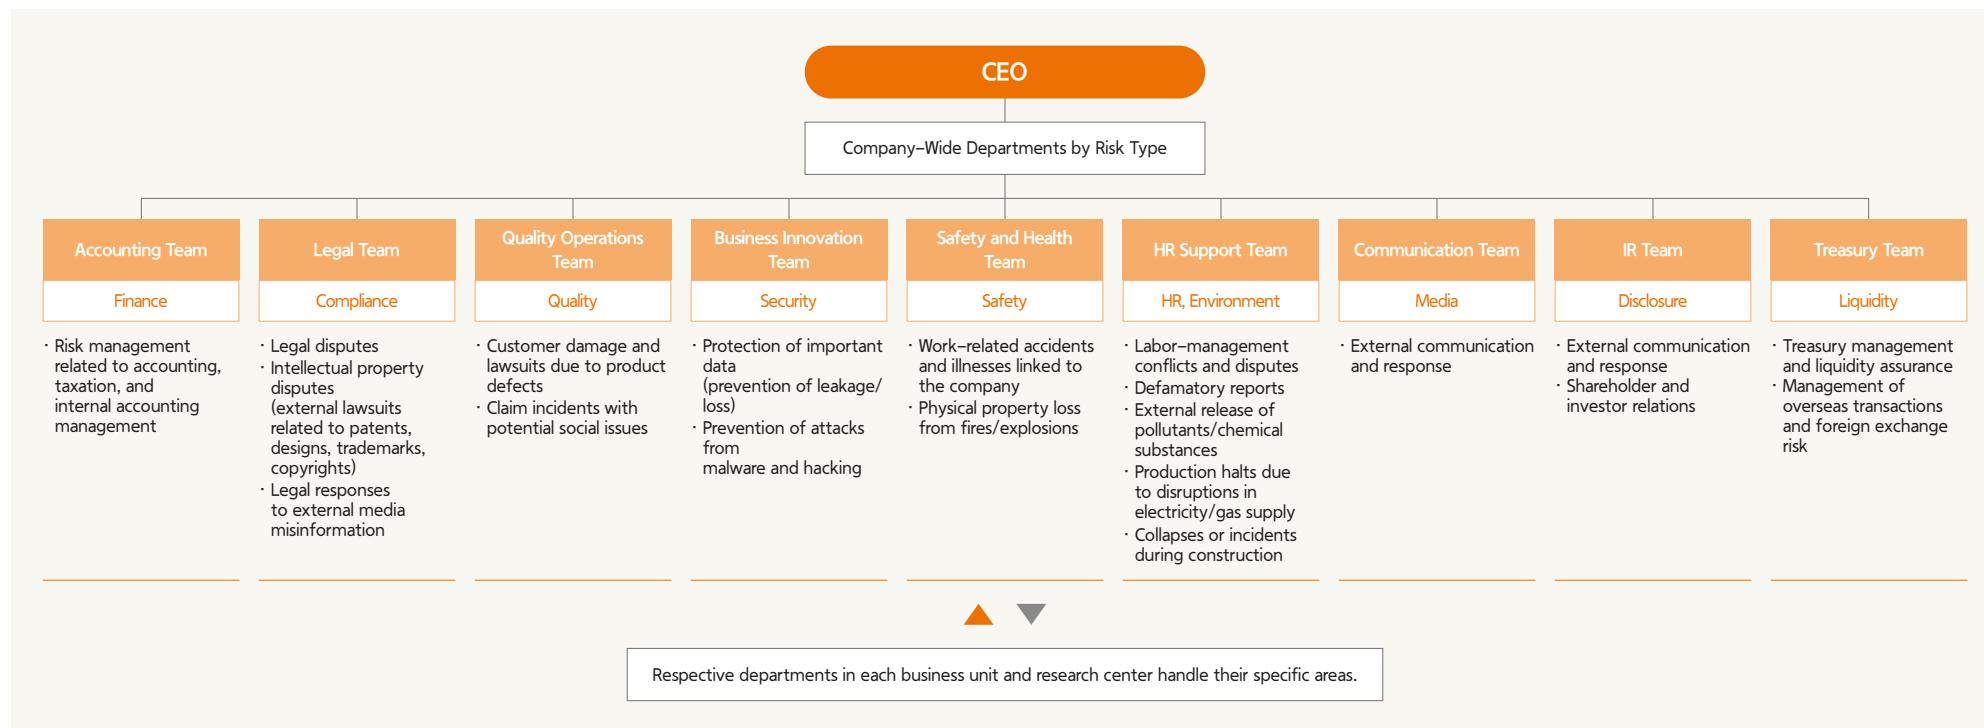 CEO
Company-Wide Departments by Risk Type
Accounting Team
Finance
· Risk management
related to accounting,
taxation, and
internal accounting
management
Legal Team
Compliance
· Legal disputes
· Intellectual property
disputes
(external lawsuits
related to patents,
designs, trademarks,
copyrights)
· Legal responses
to external media
misinformation
Quality Operations
Team
Quality
· Customer damage and
lawsuits due to product
defects
· Claim incidents with
potential social issues
Business Innovation
Team
Security
· Protection of important
data
(prevention of leakage/
loss)
· Prevention of attacks
from
malware and hacking
Safety and Health
Team
Safety
· Work-related accidents
and illnesses linked to
the company
· Physical property loss
from fires/explosions
HR Support Team
HR, Environment
· Labor-management
conflicts and disputes
· Defamatory reports
· External release of
pollutants/chemical
substances
· Production halts due
to disruptions in
electricity/gas supply
· Collapses or incidents
during construction
Communication Team
Media
· External communication
and response
IR Team
Disclosure
· External communication
and response
· Shareholder and
investor relations
Treasury Team
Liquidity
· Treasury management
and liquidity assurance
· Management of
overseas transactions
and foreign exchange
risk
Respective departments in each business unit and research center handle their specific areas.